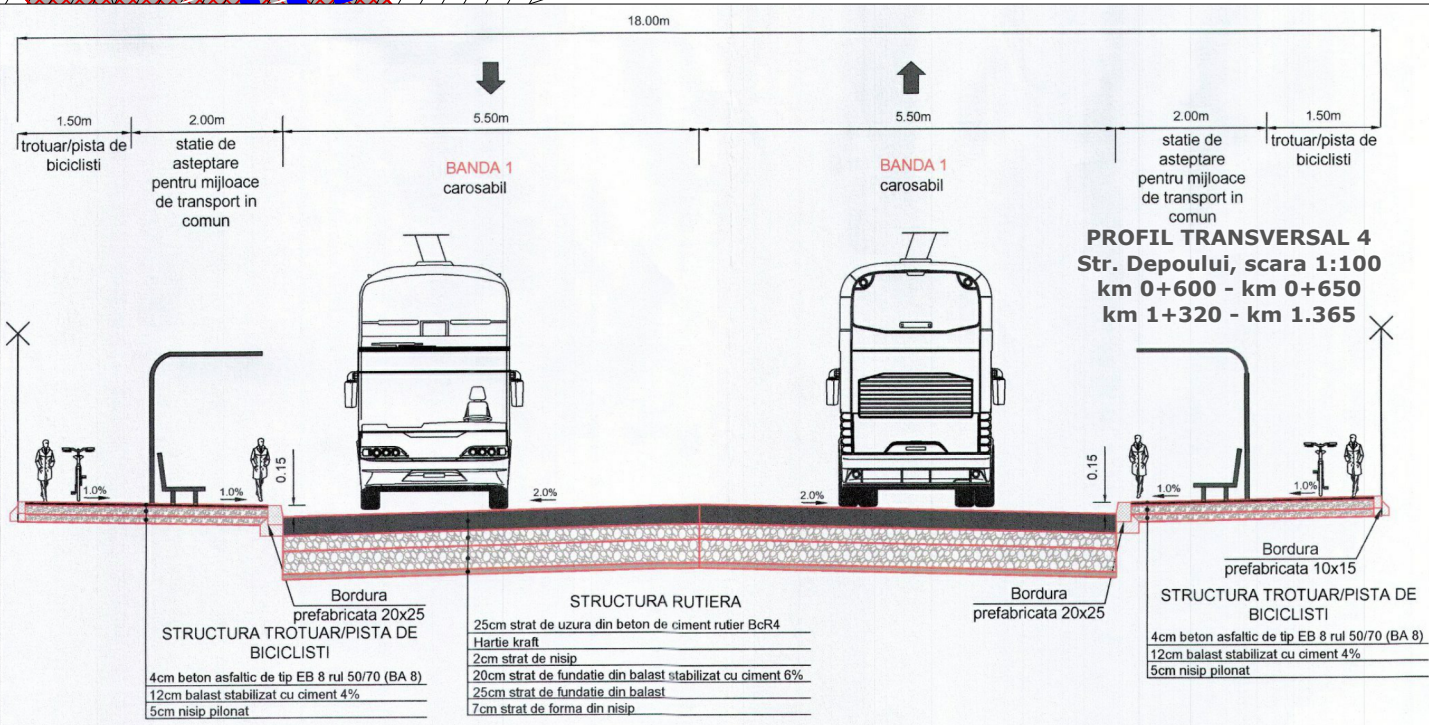 18.00m
1.50m
2.00m
5.50m
5.50m
2.00m
1.50m
trotuar/pista de
biciclisti
statie de
asteptare
pentru mijloace
de transport in
comun
BANDA 1
carosabil
BANDA 1
carosabil
statie de
asteptare
pentru mijloace
de transport in
comun
trotuar/pista de
biciclisti
PROFIL TRANSVERSAL 4
Str. Depoului, scara 1:100
km 0+600 - km 0+650
km 1+320 - km 1.365
1.0%
1.0%
0.15
2.0%
2.0%
0.15
1.0%
1.0%
Bordura
prefabricata 20x25
STRUCTURA TROTUAR/PISTA DE
BICICLISTI
4cm beton asfaltic de tip EB 8 rul 50/70 (BA 8)
12cm balast stabilizat cu ciment 4%
5cm nisip pilonat
STRUCTURA RUTIERA
25cm strat de uzura din beton de ciment rutier BcR4
Hartie kraft
2cm strat de nisip
20cm strat de fundatie din balast stabilizat cu ciment 6%
25cm strat de fundatie din balast
7cm strat de forma din nisip
Bordura
prefabricata 20x25
Bordura
prefabricata 10x15
STRUCTURA TROTUAR/PISTA DE
BICICLISTI
4cm beton asfaltic de tip EB 8 rul 50/70 (BA 8)
12cm balast stabilizat cu ciment 4%
5cm nisip pilonat